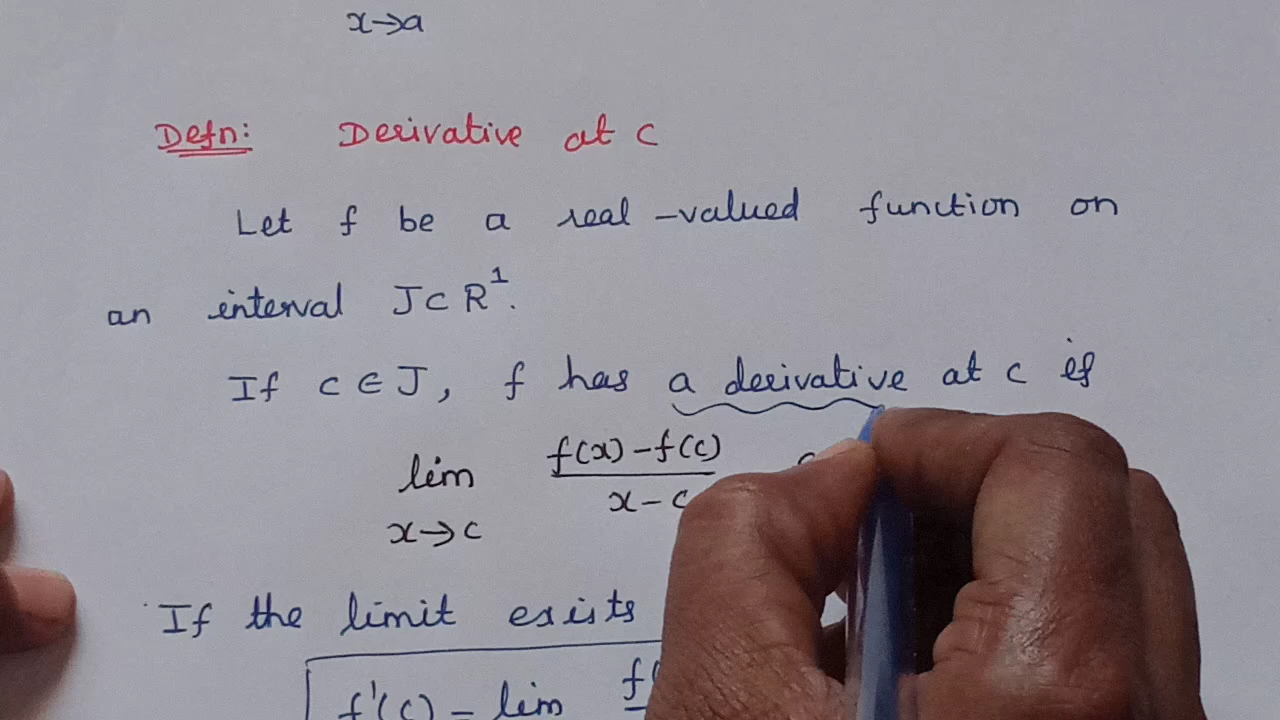 x→a
Defn: Derivative at c
Let f be a real-valued function on
an interval J⊂R¹.
If c∈J, f has a derivative at c if
lim f(x)-f(c)
x→c x-c
If the limit exists
f'(c) = lim f(